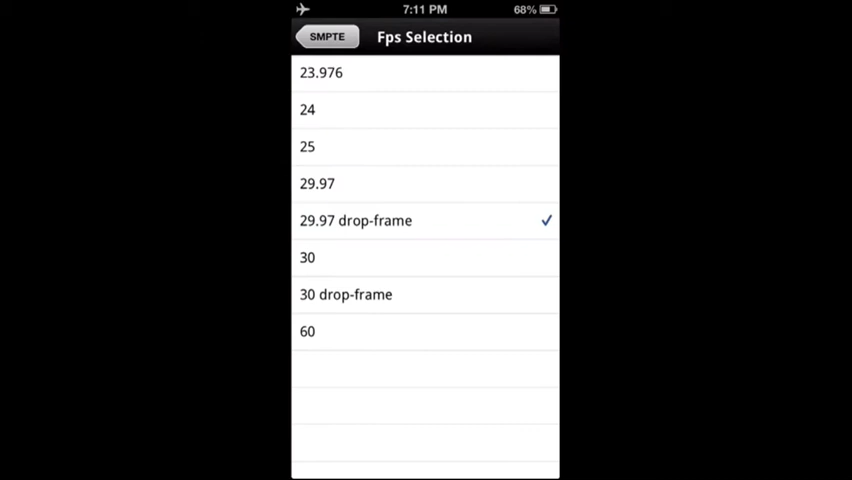 7:11 PM
68%
SMPTE
Fps Selection
23.976
24
25
29.97
29.97 drop-frame
30
30 drop-frame
60